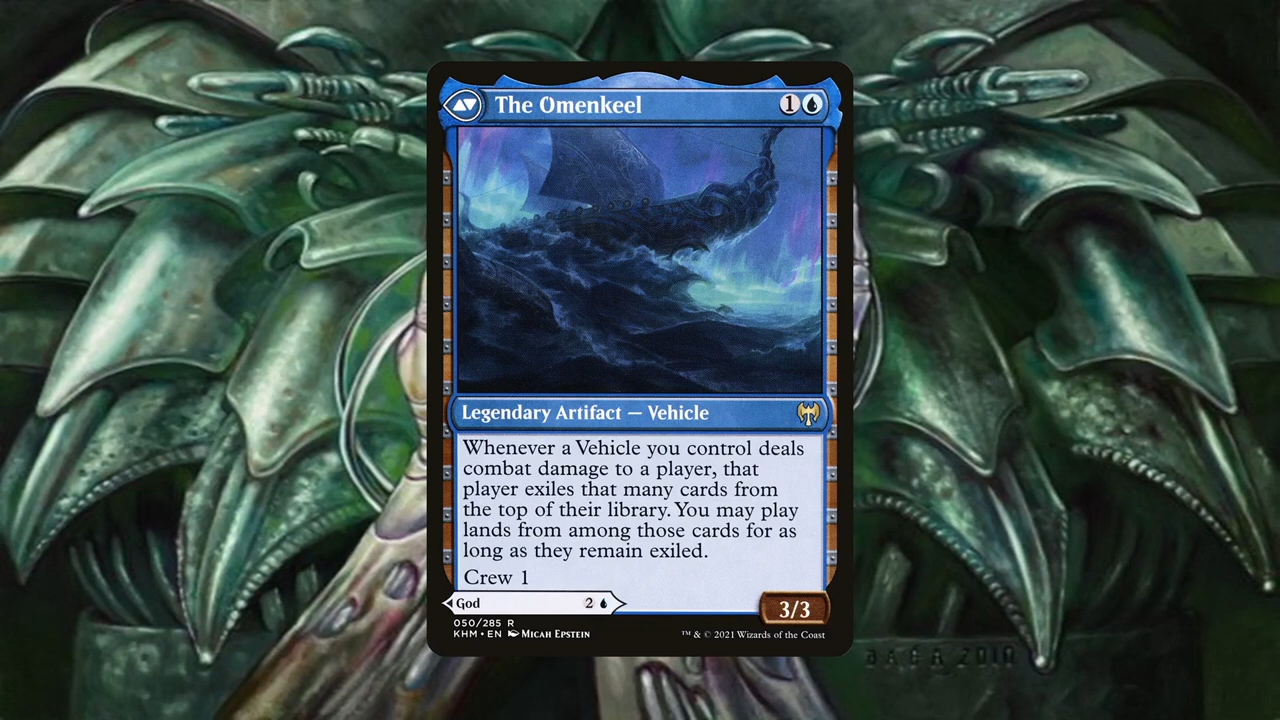 The Omenkeel 1
Legendary Artifact — Vehicle
Whenever a Vehicle you control deals
combat damage to a player, that
player exiles that many cards from
the top of their library. You may play
lands from among those cards for as
long as they remain exiled.
Crew 1
God 2
3/3
050/285 R
KHM • EN Micah Epstein
™ & © 2021 Wizards of the Coast
BAĞA 2010